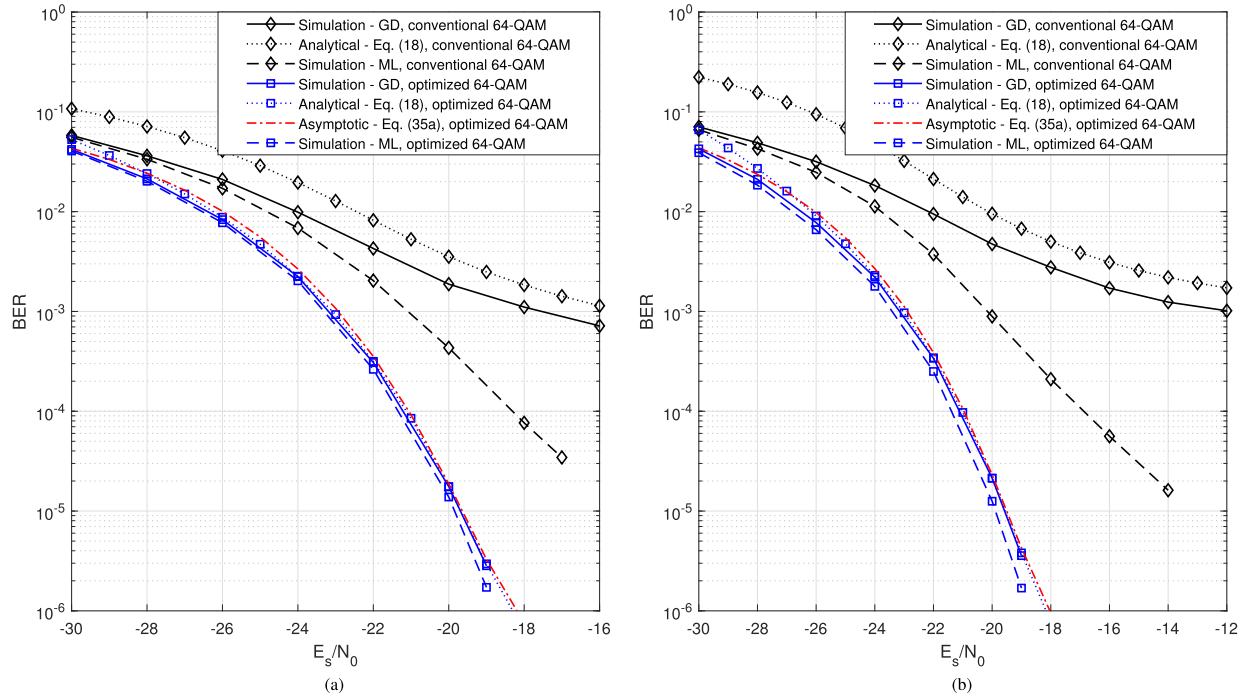 Simulation - GD, conventional 64-QAM
Analytical - Eq. (18), conventional 64-QAM
Simulation - ML, conventional 64-QAM
Simulation - GD, optimized 64-QAM
Analytical - Eq. (18), optimized 64-QAM
Asymptotic - Eq. (35a), optimized 64-QAM
Simulation - ML, optimized 64-QAM
BER
10^0
10^-1
10^-2
10^-3
10^-4
10^-5
10^-6
-30 -28 -26 -24 -22 -20 -18 -16
E_s/N_0
(a)
Simulation - GD, conventional 64-QAM
Analytical - Eq. (18), conventional 64-QAM
Simulation - ML, conventional 64-QAM
Simulation - GD, optimized 64-QAM
Analytical - Eq. (18), optimized 64-QAM
Asymptotic - Eq. (35a), optimized 64-QAM
Simulation - ML, optimized 64-QAM
BER
10^0
10^-1
10^-2
10^-3
10^-4
10^-5
10^-6
-30 -28 -26 -24 -22 -20 -18 -16 -14 -12
E_s/N_0
(b)